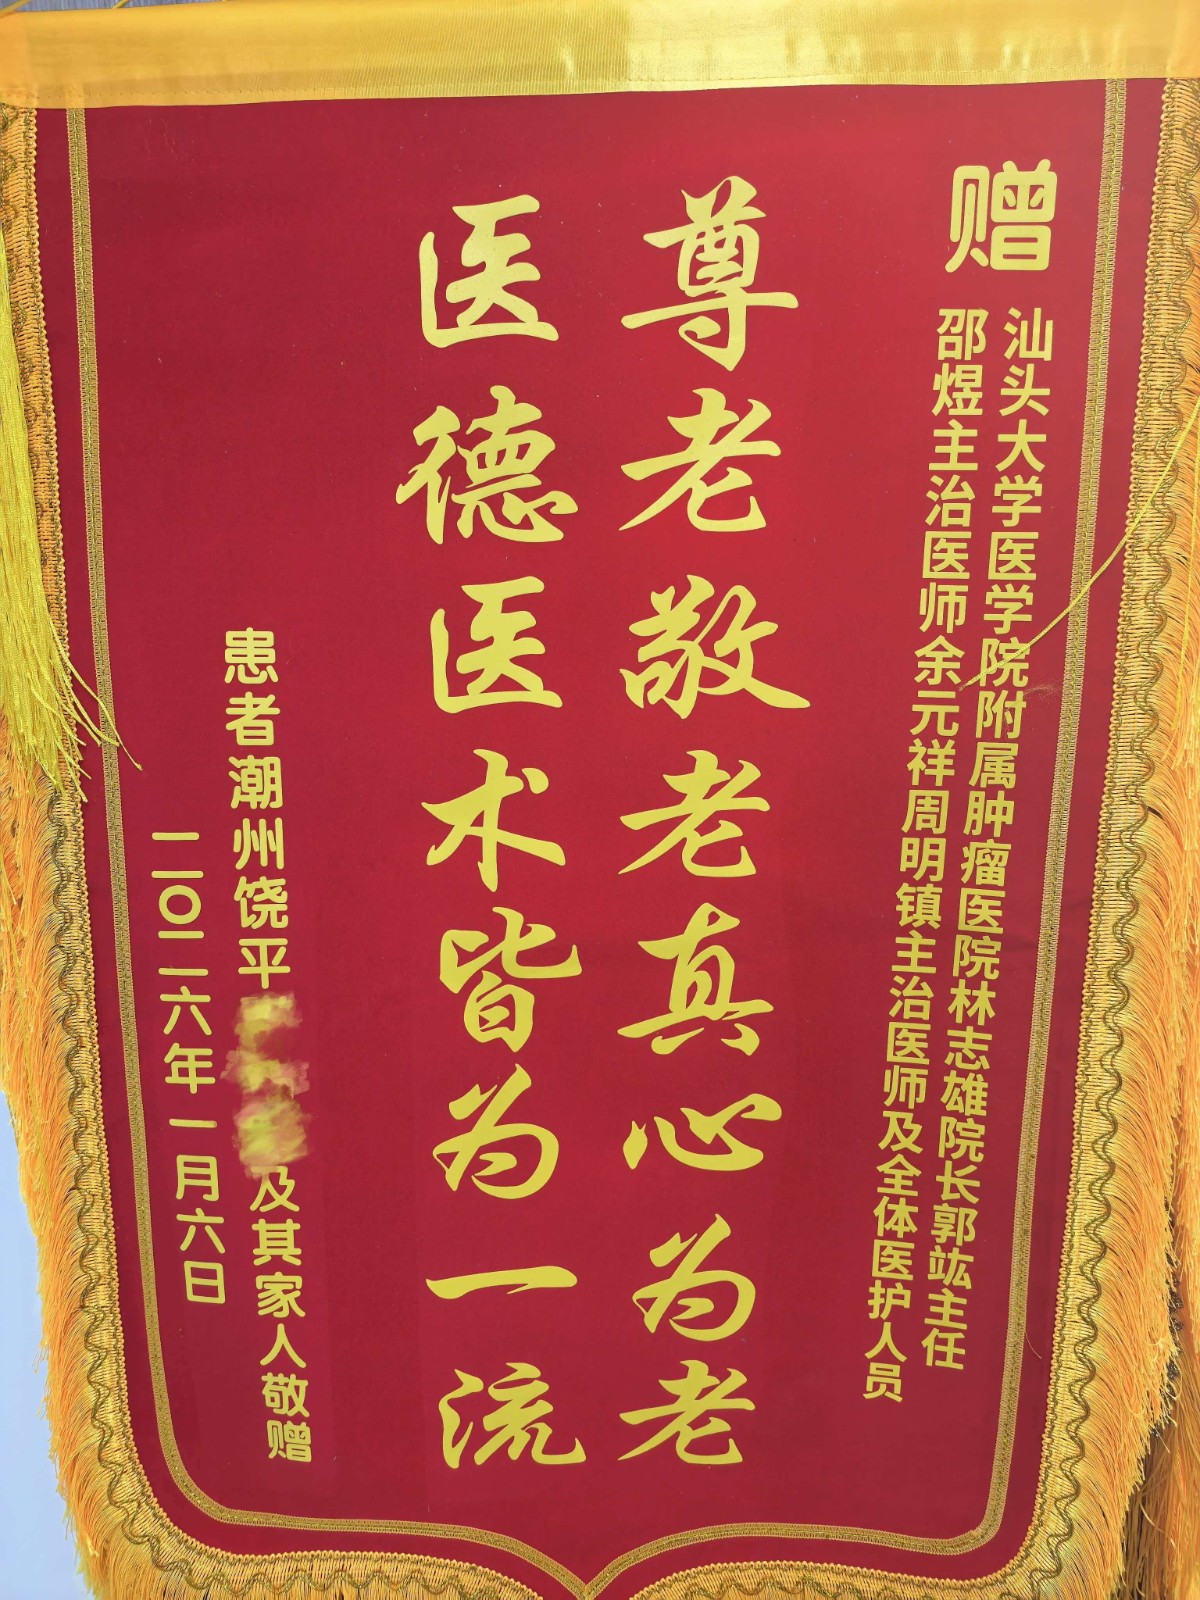 赠
汕头大学医学院附属肿瘤医院林志雄院长郭竑主任
邵煜主治医师余元祥周明镇主治医师及全体医护人员
尊老敬老真心为老
医德医术皆为一流
患者潮州饶平及其家人敬赠
二〇二六年一月六日